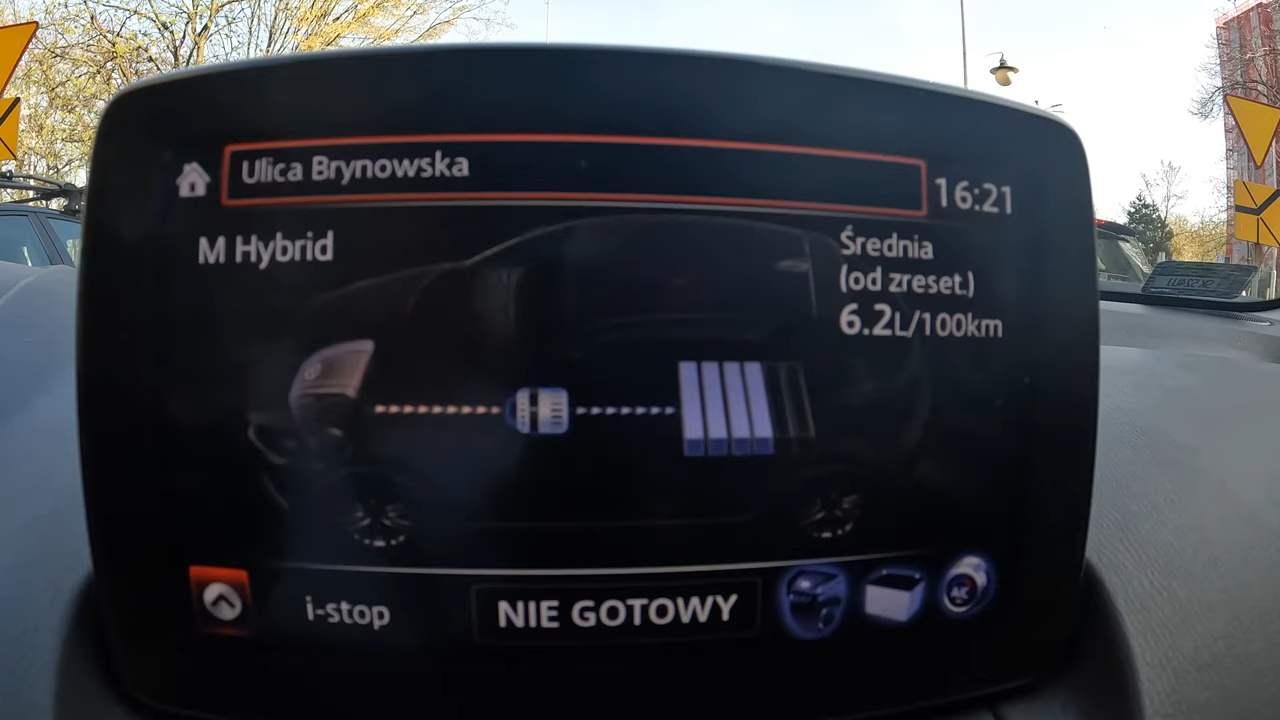 Ulica Brynowska
16:21
M Hybrid
Średnia
(od zreset.)
6.2L/100km
i-stop
NIE GOTOWY